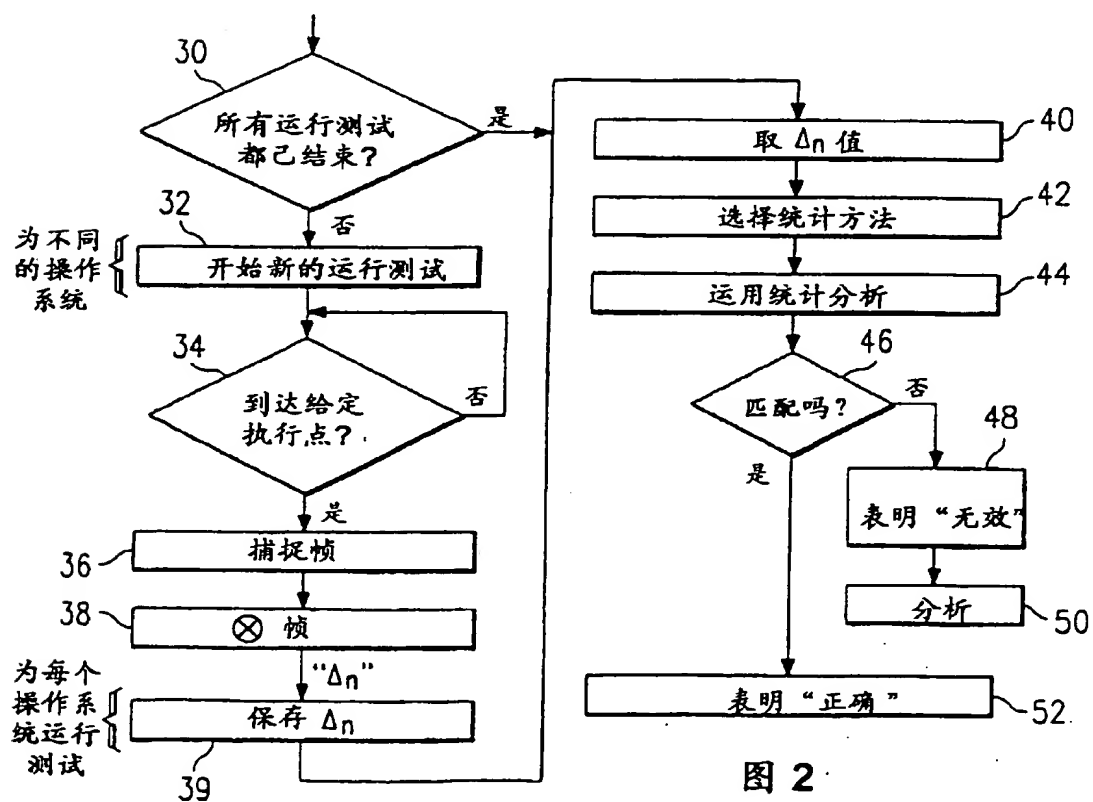 30
所有运行测试
都已结束?
是
否
32
为不同
的操作
系统
开始新的运行测试
34
到达给定
执行点?
否
是
捕捉帧
36
38
⊗ 帧
"Δn"
为每个
操作系
统运行
测试
保存 Δn
39
取 Δn 值
40
选择统计方法
42
运用统计分析
44
46
匹配吗?
否
是
48
表明“无效”
分析
50
表明“正确”
52
图 2